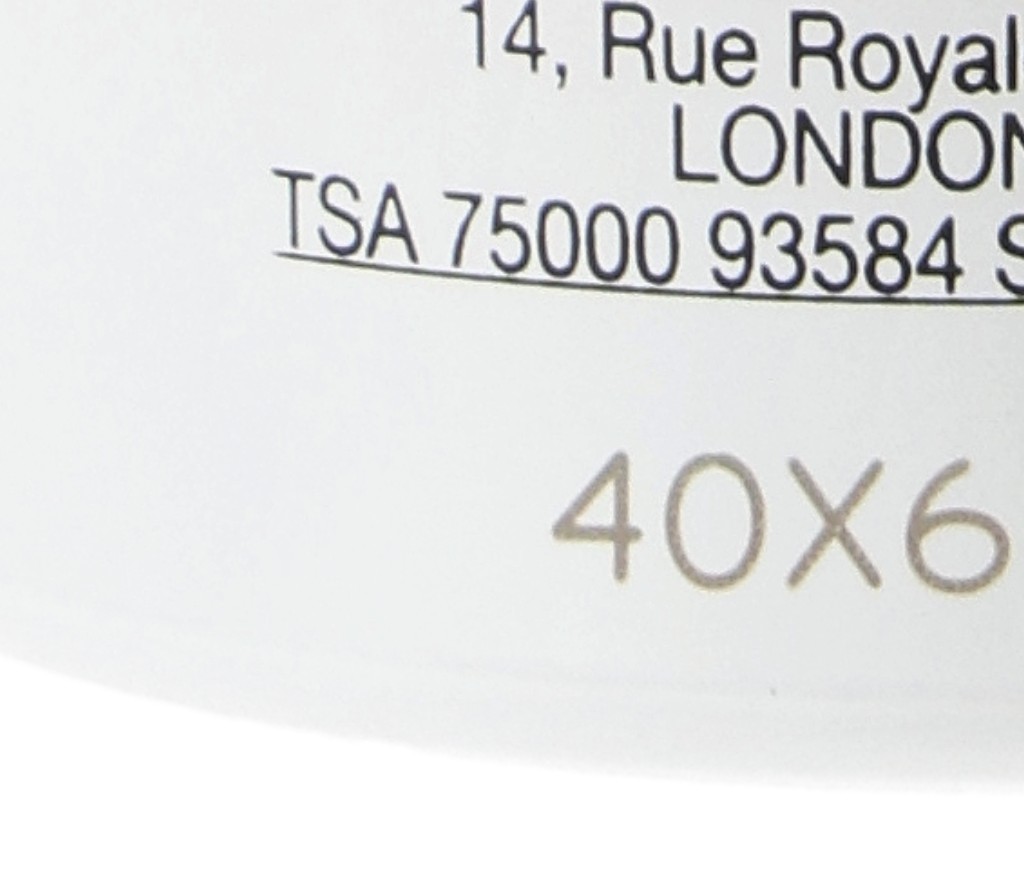 14, Rue Royal
LONDON
TSA 75000 93584 S
40X6